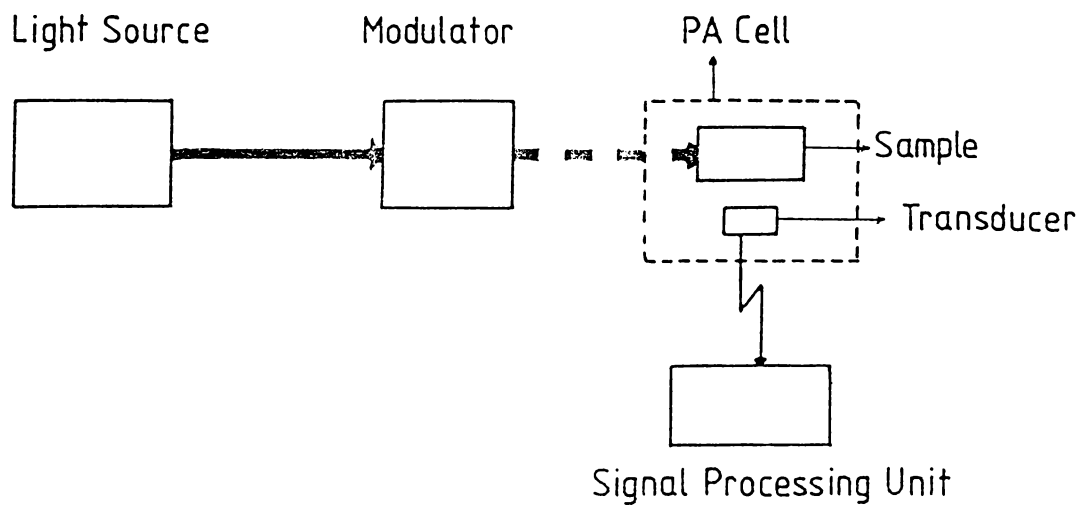 Light Source
Modulator
PA Cell
Sample
Transducer
Signal Processing Unit